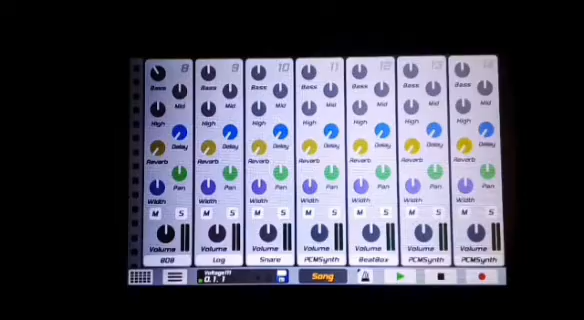 8 9 10 11 12 13 14
Bass Bass Bass Bass Bass Bass Bass
Mid Mid Mid Mid Mid Mid Mid
High High High High High High High
Delay Delay Delay Delay Delay Delay Delay
Reverb Reverb Reverb Reverb Reverb Reverb Reverb
Pan Pan Pan Pan Pan Pan Pan
Width Width Width Width Width Width Width
M S M S M S M S M S M S M S
Volume Volume Volume Volume Volume Volume Volume
808 Log Snare PCMSynth BeatBox PCMSynth PCMSynth
0.1.1 Song